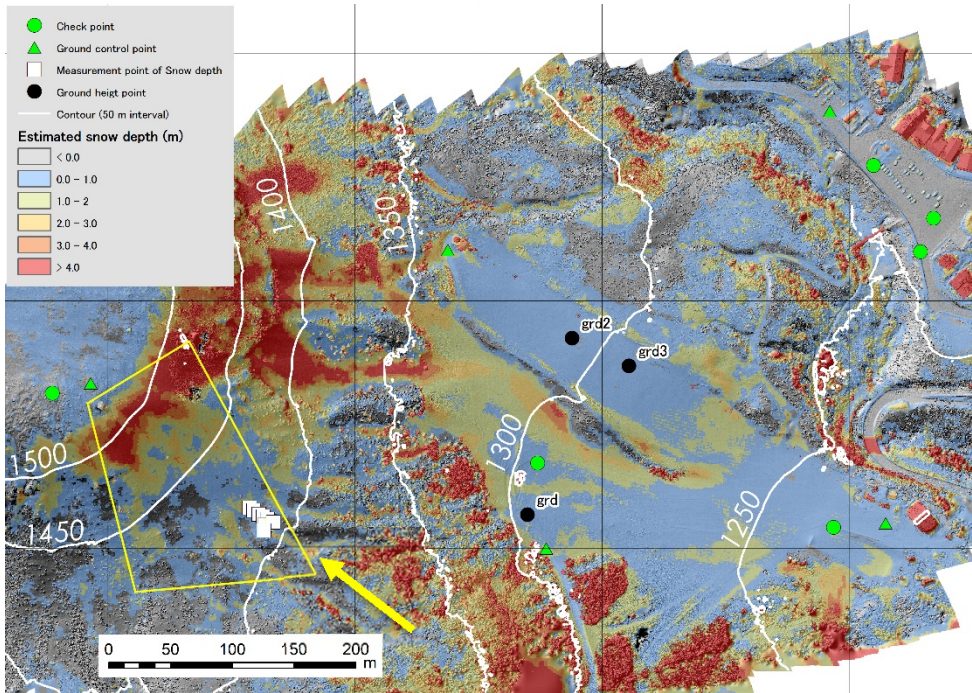 Check point
Ground control point
Measurement point of Snow depth
Ground heigt point
Contour (50 m interval)
Estimated snow depth (m)
< 0.0
0.0 - 1.0
1.0 - 2
2.0 - 3.0
3.0 - 4.0
> 4.0
1400
1350
grd2
grd3
1300
1500
grd
1250
1450
0 50 100 150 200
m